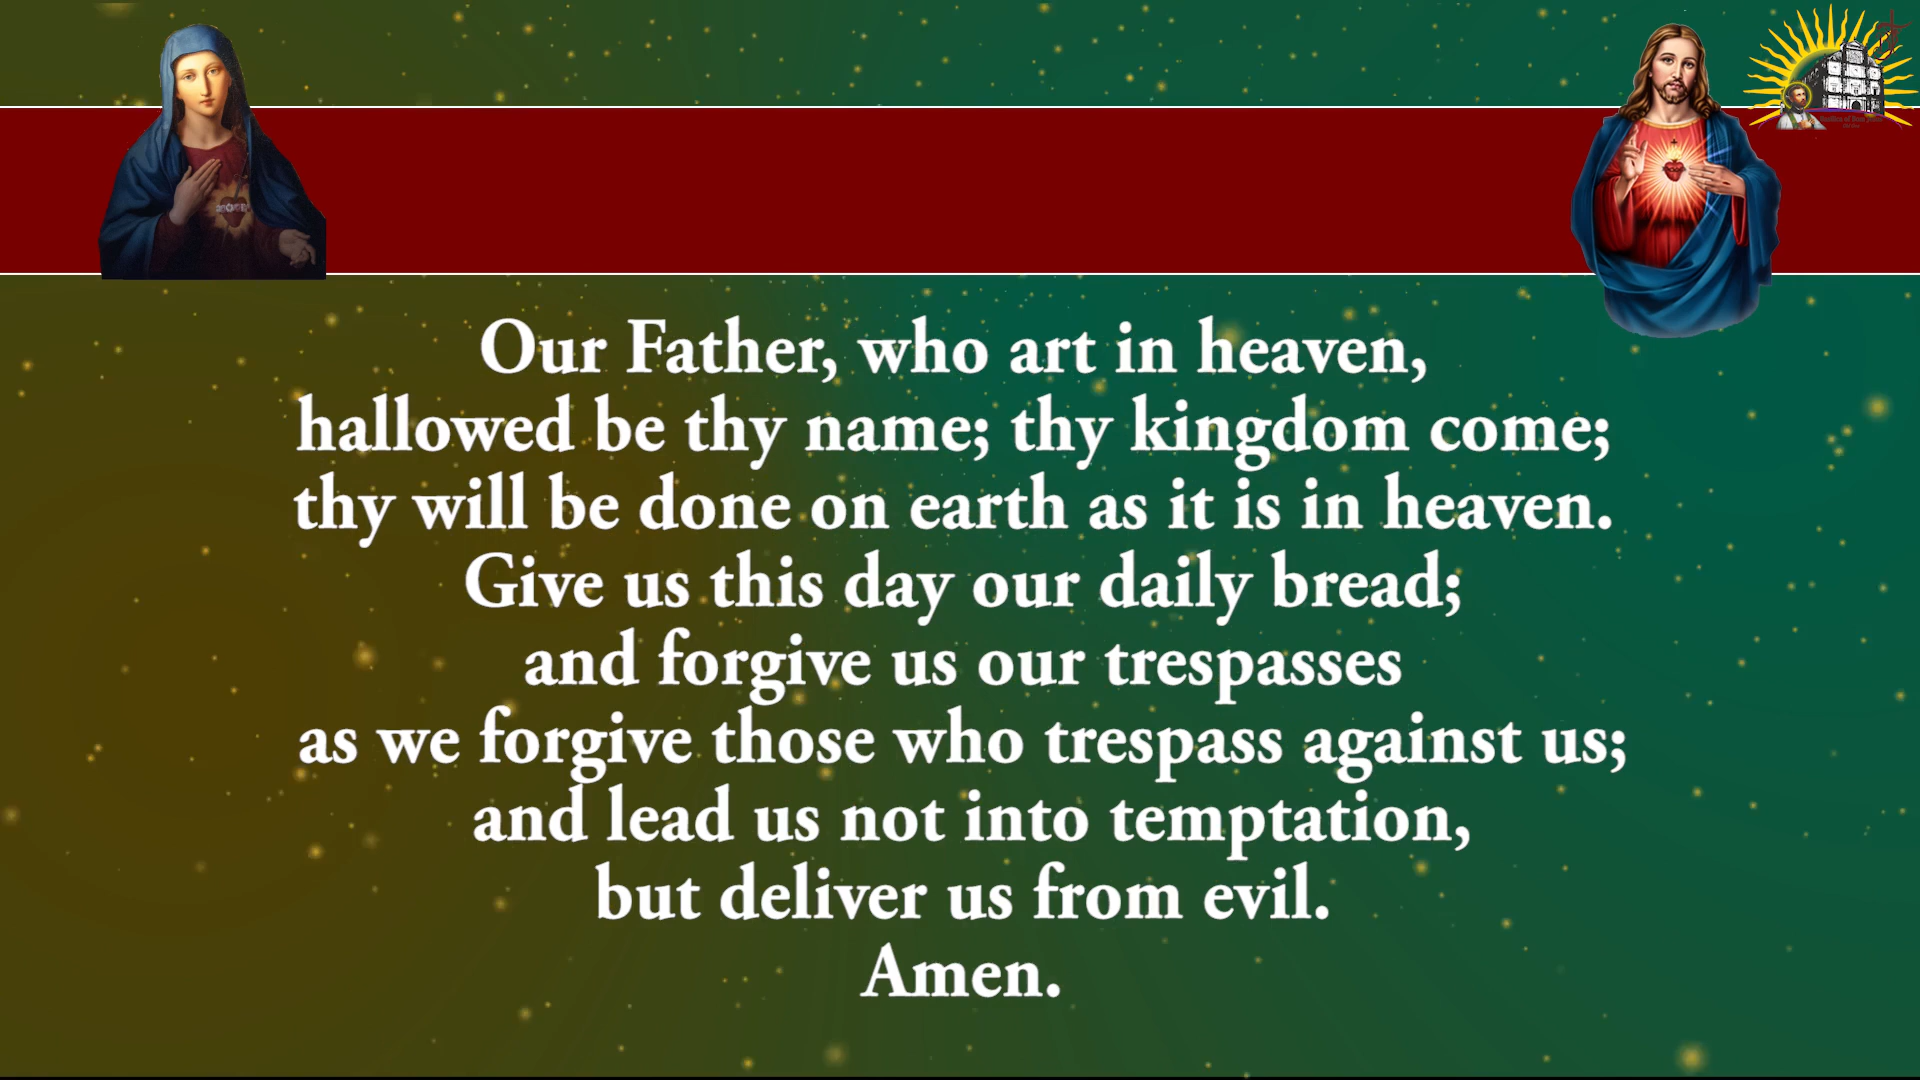 Our Father, who art in heaven,
hallowed be thy name; thy kingdom come;
thy will be done on earth as it is in heaven.
Give us this day our daily bread;
and forgive us our trespasses
as we forgive those who trespass against us;
and lead us not into temptation,
but deliver us from evil.
Amen.